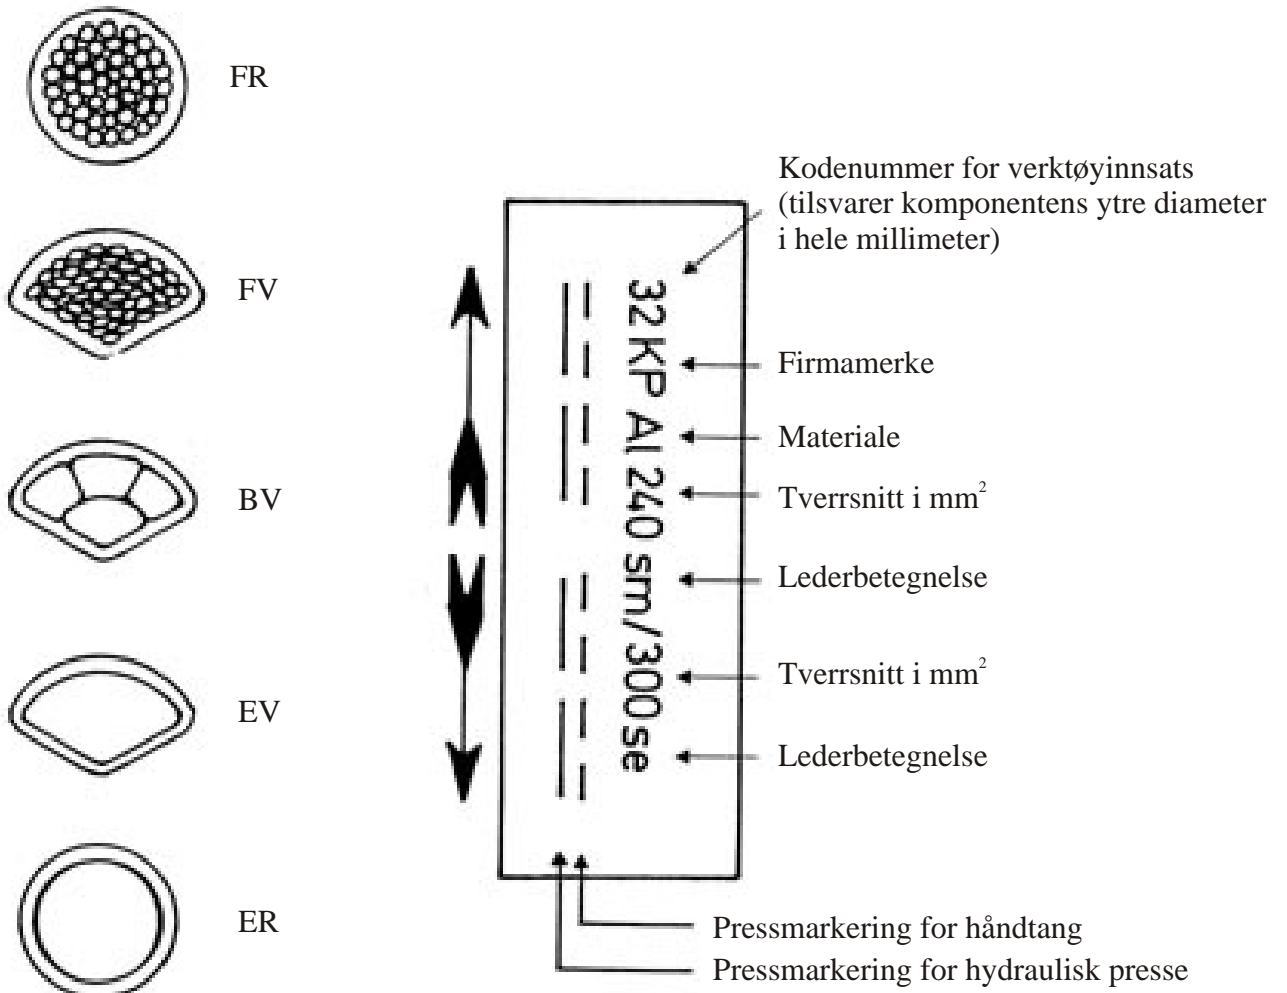 FR
FV
BV
EV
ER
Kodenummer for verktøyinnsats
(tilsvarer komponentens ytre diameter
i hele millimeter)
32 KP Al 240 sm/300 se
Firmamerke
Materiale
Tverrsnitt i mm²
Lederbetegnelse
Tverrsnitt i mm²
Lederbetegnelse
Pressmarkering for håndtang
Pressmarkering for hydraulisk presse